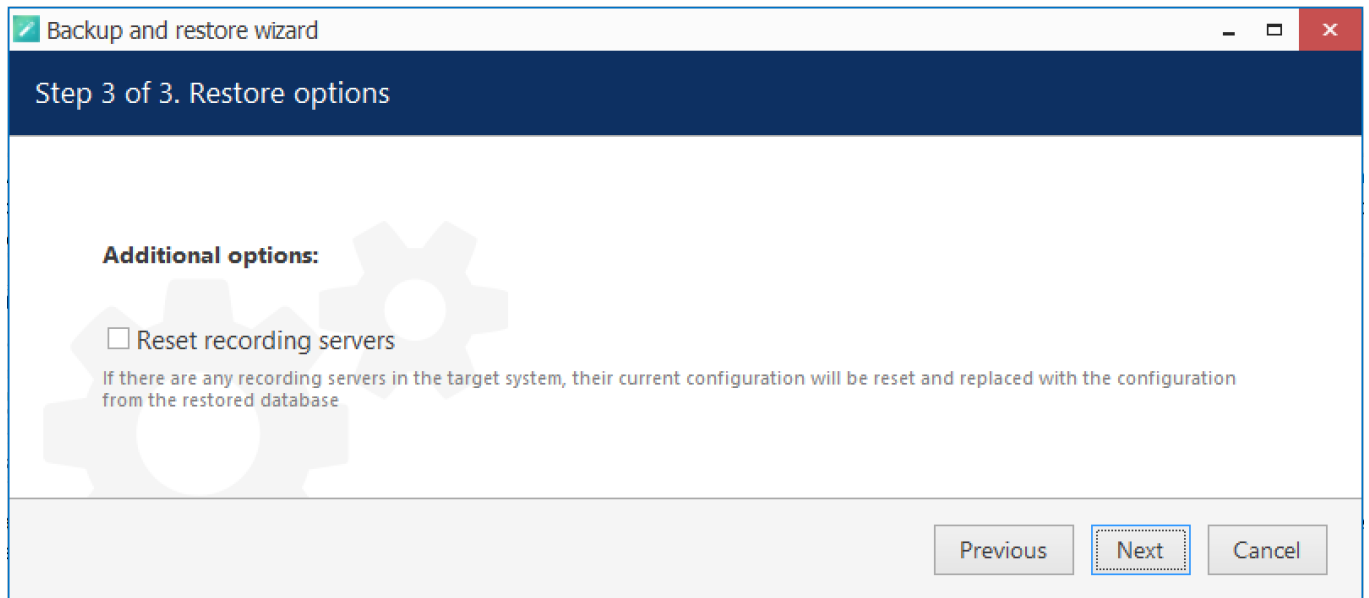 Backup and restore wizard
Step 3 of 3. Restore options
Additional options:
Reset recording servers
If there are any recording servers in the target system, their current configuration will be reset and replaced with the configuration
from the restored database
Previous
Next
Cancel